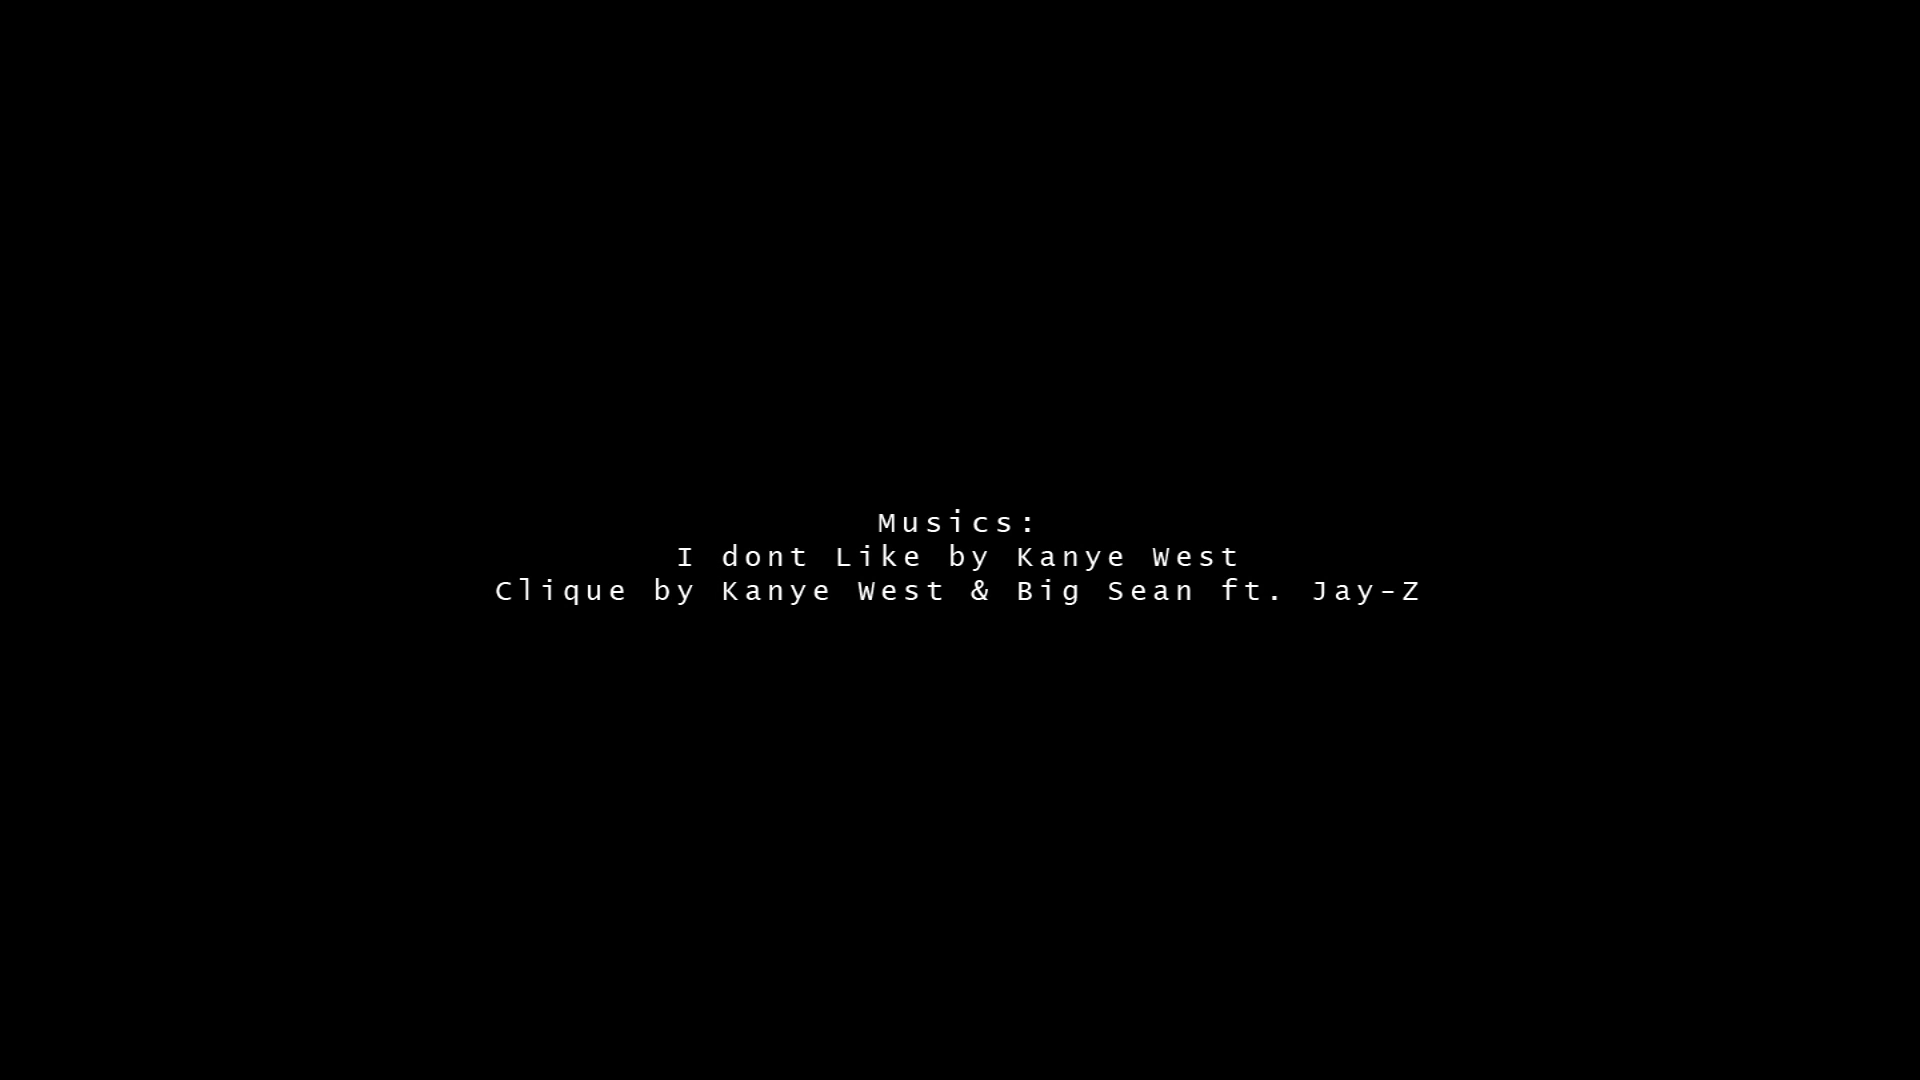 Musics:
I dont Like by Kanye West
Clique by Kanye West & Big Sean ft. Jay-Z